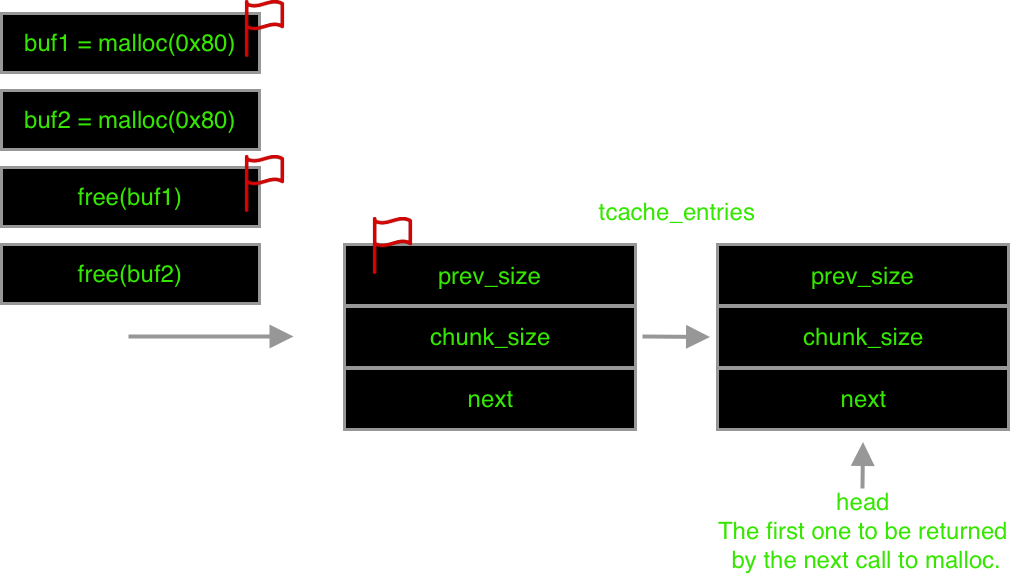 buf1 = malloc(0x80)
buf2 = malloc(0x80)
free(buf1)
free(buf2)
tcache_entries
prev_size
chunk_size
next
prev_size
chunk_size
next
head
The first one to be returned
by the next call to malloc.